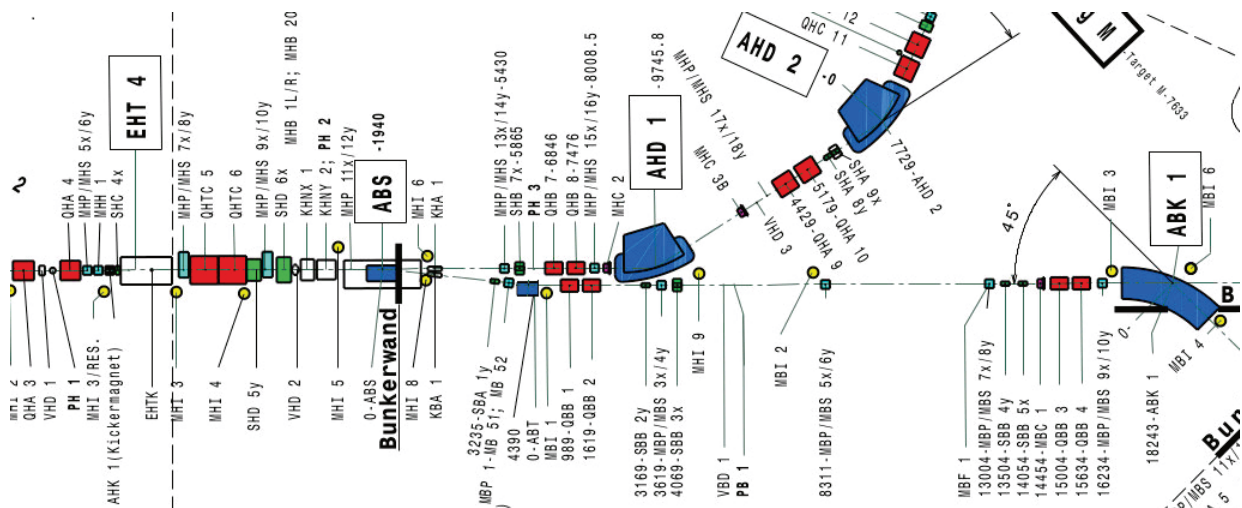 2
QHA 4
MHP/MHS 5x/6y
MHH 1
SHC 4x
EHT 4
MHP/MHS 7x/8y
QHTC 5
QHTC 6
MHP/MHS 9x/10y
SHD 6x
MHB 1L/R; MHB 20
KHNX 1
KHNY 2; PH 2
MHP 11x/12y
ABS
-1940
MHI 6
KHA 1
MHP/MHS 13x/14y-5430
SHB 7x-5865
PH 3
QHB 7-6846
QHB 8-7476
MHP/MHS 15x/16y-8008.5
MHC 2
AHD 1
-9745.8
MHP/MHS 17x/18y
MHC 3B
VHD 3
AHD 2
-0
QHC 11
12
SHA 9x
SHA 8y
5179-QHA 10
4429-QHA 9
7729-AHD 2
M
Target M-7633
45°
MBI 3
ABK 1
MBI 6
B
MHI 2
QHA 3
VHD 1
PH 1
MHI 3/RES.
AHK 1(Kickermagnet)
EHTK
MHI 3
MHI 4
SHD 5y
VHD 2
MHI 5
0-ABS
Bunkerwand
MHI 8
KBA 1
3235-SBA 1y
MBP 1-MB 51; MB 52
4390
0-ABT
MBI 1
989-QBB 1
1619-QBB 2
3169-SBB 2y
3619-MBP/MBS 3x/4y
4069-SBB 3x
MHI 9
VBD 1
PB 1
MBI 2
8311-MBP/MBS 5x/6y
MBF 1
13004-MBP/MBS 7x/8y
13504-SBB 4y
14054-SBB 5x
14454-MBC 1
15004-QBB 3
15634-QBB 4
16234-MBP/MBS 9x/10y
0-
18243-ABK 1
MBI 4
Bun
P/MBS 11x/1
5